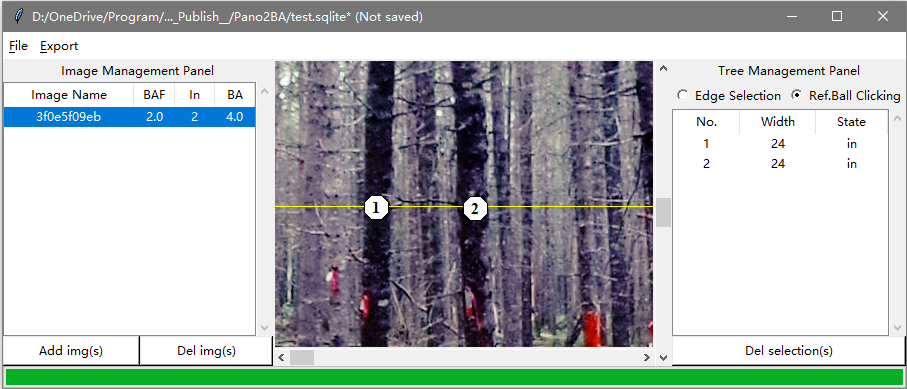 D:/OneDrive/Program/..._Publish__/Pano2BA/test.sqlite* (Not saved)
File Export
Image Management Panel
Image Name BAF In BA
3f0e5f09eb 2.0 2 4.0
Add img(s) Del img(s)
1 2
Tree Management Panel
Edge Selection Ref.Ball Clicking
No. Width State
1 24 in
2 24 in
Del selection(s)